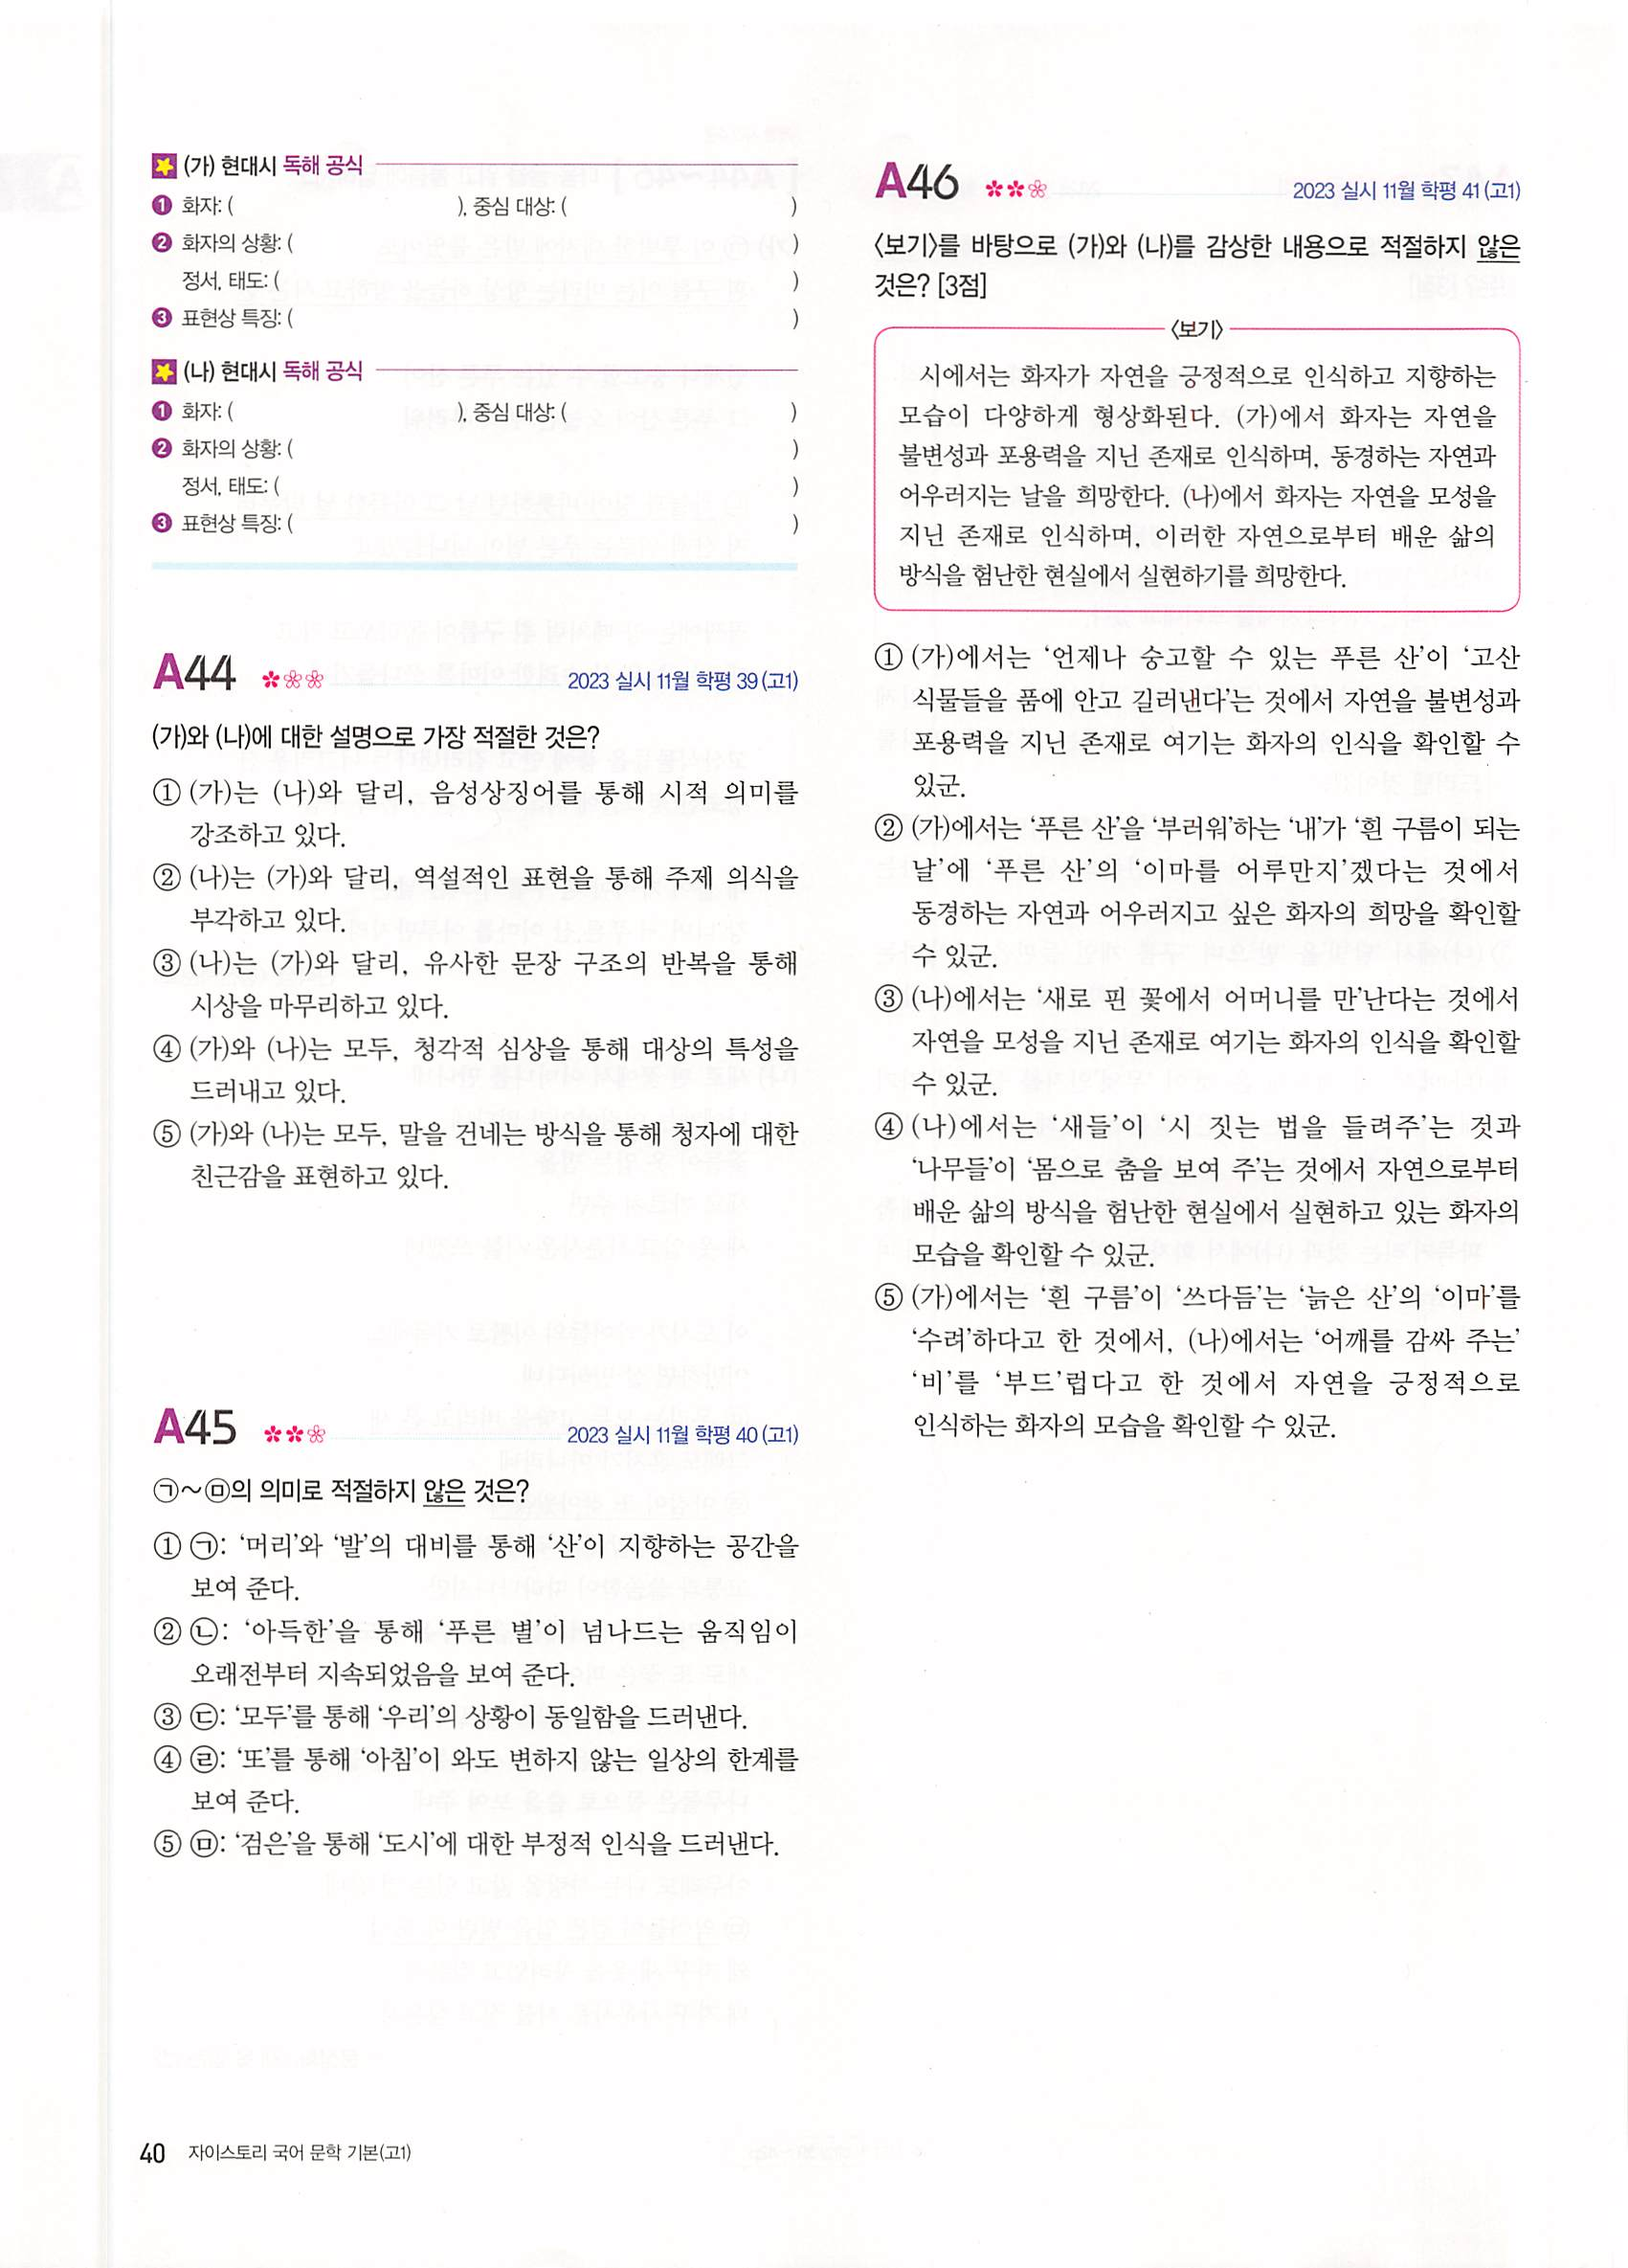 (가) 현대시 독해 공식
❶ 화자: ( ), 중심 대상: ( )
❷ 화자의 상황: ( )
정서, 태도: ( )
❸ 표현상 특징: ( )
(나) 현대시 독해 공식
❶ 화자: ( ), 중심 대상: ( )
❷ 화자의 상황: ( )
정서, 태도: ( )
❸ 표현상 특징: ( )
A44 2023 실시 11월 학평 39 (고1)
(가)와 (나)에 대한 설명으로 가장 적절한 것은?
① (가)는 (나)와 달리, 음성상징어를 통해 시적 의미를
강조하고 있다.
② (나)는 (가)와 달리, 역설적인 표현을 통해 주제 의식을
부각하고 있다.
③ (나)는 (가)와 달리, 유사한 문장 구조의 반복을 통해
시상을 마무리하고 있다.
④ (가)와 (나)는 모두, 청각적 심상을 통해 대상의 특성을
드러내고 있다.
⑤ (가)와 (나)는 모두, 말을 건네는 방식을 통해 청자에 대한
친근감을 표현하고 있다.
A45 2023 실시 11월 학평 40 (고1)
㉠~㉤의 의미로 적절하지 않은 것은?
① ㉠: ‘머리’와 ‘발’의 대비를 통해 ‘산’이 지향하는 공간을
보여 준다.
② ㉡: ‘아득한’을 통해 ‘푸른 별’이 넘나드는 움직임이
오래전부터 지속되었음을 보여 준다.
③ ㉢: ‘모두’를 통해 ‘우리’의 상황이 동일함을 드러낸다.
④ ㉣: ‘또’를 통해 ‘아침’이 와도 변하지 않는 일상의 한계를
보여 준다.
⑤ ㉤: ‘검은’을 통해 ‘도시’에 대한 부정적 인식을 드러낸다.
A46 2023 실시 11월 학평 41 (고1)
〈보기〉를 바탕으로 (가)와 (나)를 감상한 내용으로 적절하지 않은
것은? [3점]
〈보기〉
시에서는 화자가 자연을 긍정적으로 인식하고 지향하는
모습이 다양하게 형상화된다. (가)에서 화자는 자연을
불변성과 포용력을 지닌 존재로 인식하며, 동경하는 자연과
어우러지는 날을 희망한다. (나)에서 화자는 자연을 모성을
지닌 존재로 인식하며, 이러한 자연으로부터 배운 삶의
방식을 험난한 현실에서 실현하기를 희망한다.
① (가)에서는 ‘언제나 숭고할 수 있는 푸른 산’이 ‘고산
식물들을 품에 안고 길러낸다’는 것에서 자연을 불변성과
포용력을 지닌 존재로 여기는 화자의 인식을 확인할 수
있군.
② (가)에서는 ‘푸른 산’을 ‘부러워’하는 ‘내’가 ‘흰 구름이 되는
날’에 ‘푸른 산’의 ‘이마를 어루만지’겠다는 것에서
동경하는 자연과 어우러지고 싶은 화자의 희망을 확인할
수 있군.
③ (나)에서는 ‘새로 핀 꽃에서 어머니를 만’난다는 것에서
자연을 모성을 지닌 존재로 여기는 화자의 인식을 확인할
수 있군.
④ (나)에서는 ‘새들’이 ‘시 짓는 법을 들려주’는 것과
‘나무들’이 ‘몸으로 춤을 보여 주’는 것에서 자연으로부터
배운 삶의 방식을 험난한 현실에서 실현하고 있는 화자의
모습을 확인할 수 있군.
⑤ (가)에서는 ‘흰 구름’이 ‘쓰다듬’는 ‘늙은 산’의 ‘이마’를
‘수려’하다고 한 것에서, (나)에서는 ‘어깨를 감싸 주는’
‘비’를 ‘부드’럽다고 한 것에서 자연을 긍정적으로
인식하는 화자의 모습을 확인할 수 있군.
40 자이스토리 국어 문학 기본(고1)